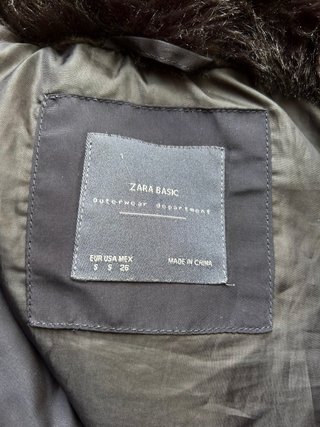 ZARA BASIC
outerwear department
EUR USA MEX
S S 26
MADE IN CHINA